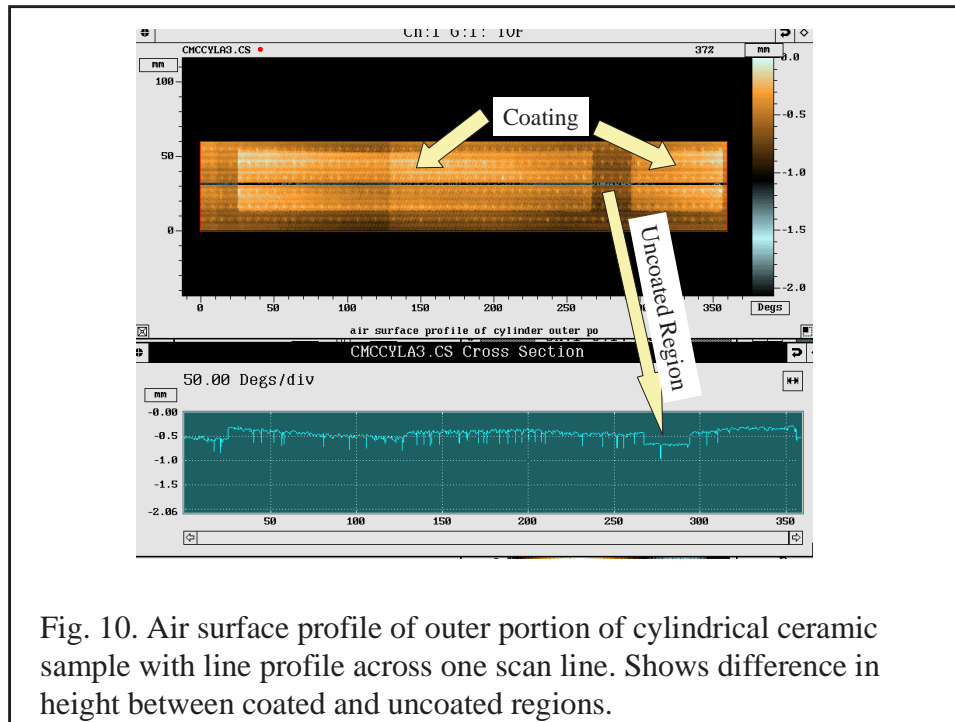 Ch:1 G:1: TOF
CMCCYLA3.CS
37%
mm
mm
0.0
100
-0.5
Coating
50
-1.0
-1.5
0
-2.0
0 50 100 150 200 250 300 350
Degs
Uncoated Region
air surface profile of cylinder outer po
CMCCYLA3.CS Cross Section
50.00 Degs/div
mm
-0.00
-0.5
-1.0
-1.5
-2.06
50 100 150 200 250 300 350
Fig. 10. Air surface profile of outer portion of cylindrical ceramic
sample with line profile across one scan line. Shows difference in
height between coated and uncoated regions.